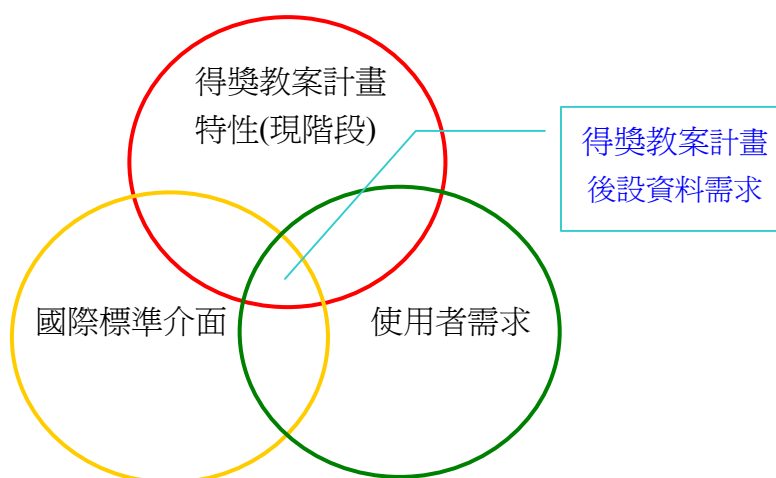 得獎教案計畫
特性(現階段)
得獎教案計畫
後設資料需求
國際標準介面
使用者需求